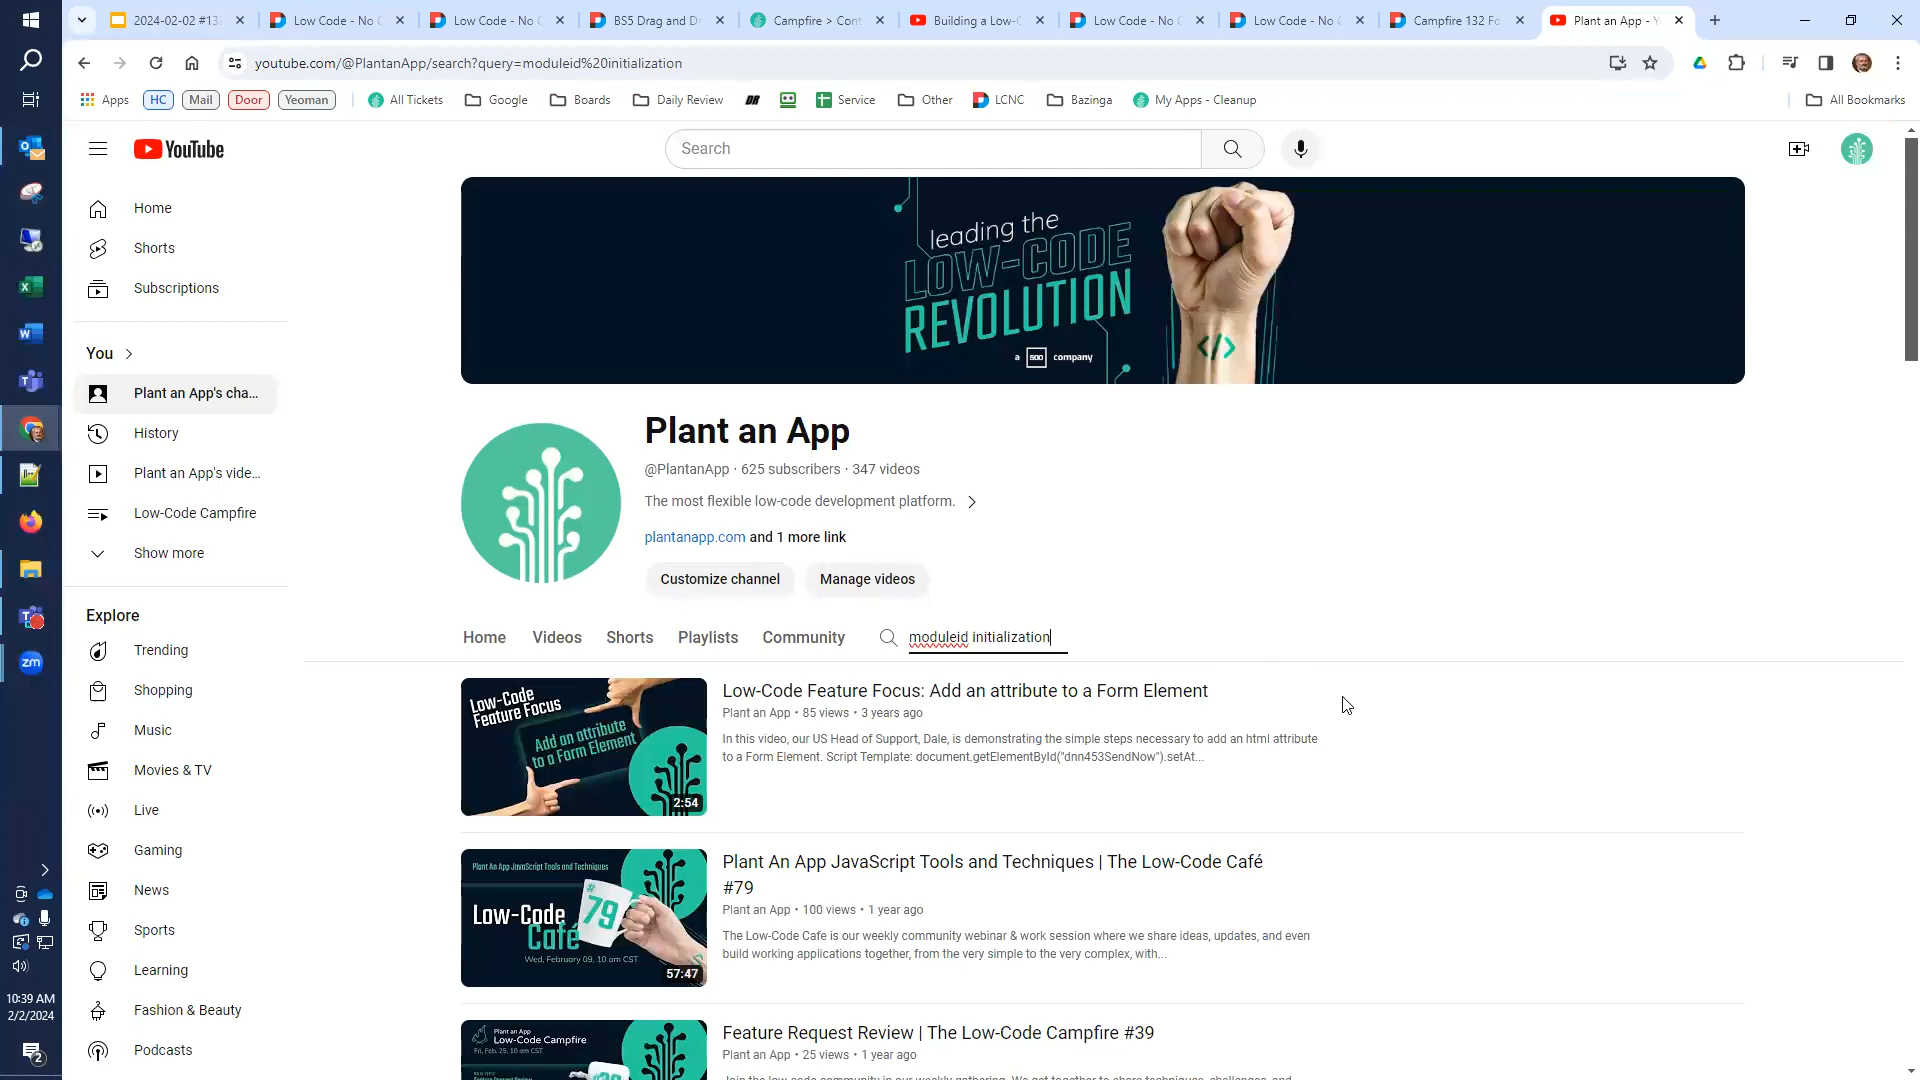 2024-02-02 #13
Low Code - No C
Low Code - No C
BS5 Drag and D
Campfire > Cont
Building a Low-C
Low Code - No C
Low Code - No C
Campfire 132 Fo
Plant an App - Y
youtube.com/@PlantanApp/search?query=moduleid%20initialization
Apps
HC
Mail
Door
Yeoman
All Tickets
Google
Boards
Daily Review
DR
Service
Other
LCNC
Bazinga
My Apps - Cleanup
All Bookmarks
YouTube
Search
Home
Shorts
Subscriptions
You
Plant an App's cha...
History
Plant an App's vide...
Low-Code Campfire
Show more
Explore
Trending
Shopping
Music
Movies & TV
Live
Gaming
News
Sports
Learning
Fashion & Beauty
Podcasts
leading the
LOW-CODE
REVOLUTION
a 500 company
</>
Plant an App
@PlantanApp · 625 subscribers · 347 videos
The most flexible low-code development platform.
plantanapp.com and 1 more link
Customize channel
Manage videos
Home
Videos
Shorts
Playlists
Community
moduleid initialization
Low-Code
Feature Focus
Add an attribute
to a Form Element
2:54
Low-Code Feature Focus: Add an attribute to a Form Element
Plant an App • 85 views • 3 years ago
In this video, our US Head of Support, Dale, is demonstrating the simple steps necessary to add an html attribute
to a Form Element. Script Template: document.getElementById("dnn453SendNow").setAt...
Plant An App JavaScript Tools and Techniques
# 79
Low-Code
Café
Wed, February 09, 10 am CST
57:47
Plant An App JavaScript Tools and Techniques | The Low-Code Café
#79
Plant an App • 100 views • 1 year ago
The Low-Code Cafe is our weekly community webinar & work session where we share ideas, updates, and even
build working applications together, from the very simple to the very complex, with...
Plant an App
Low-Code Campfire
Fri, Feb. 25, 10 am CST
Feature Request Review | The Low-Code Campfire #39
Plant an App • 25 views • 1 year ago
zm
10:39 AM
2/2/2024
2